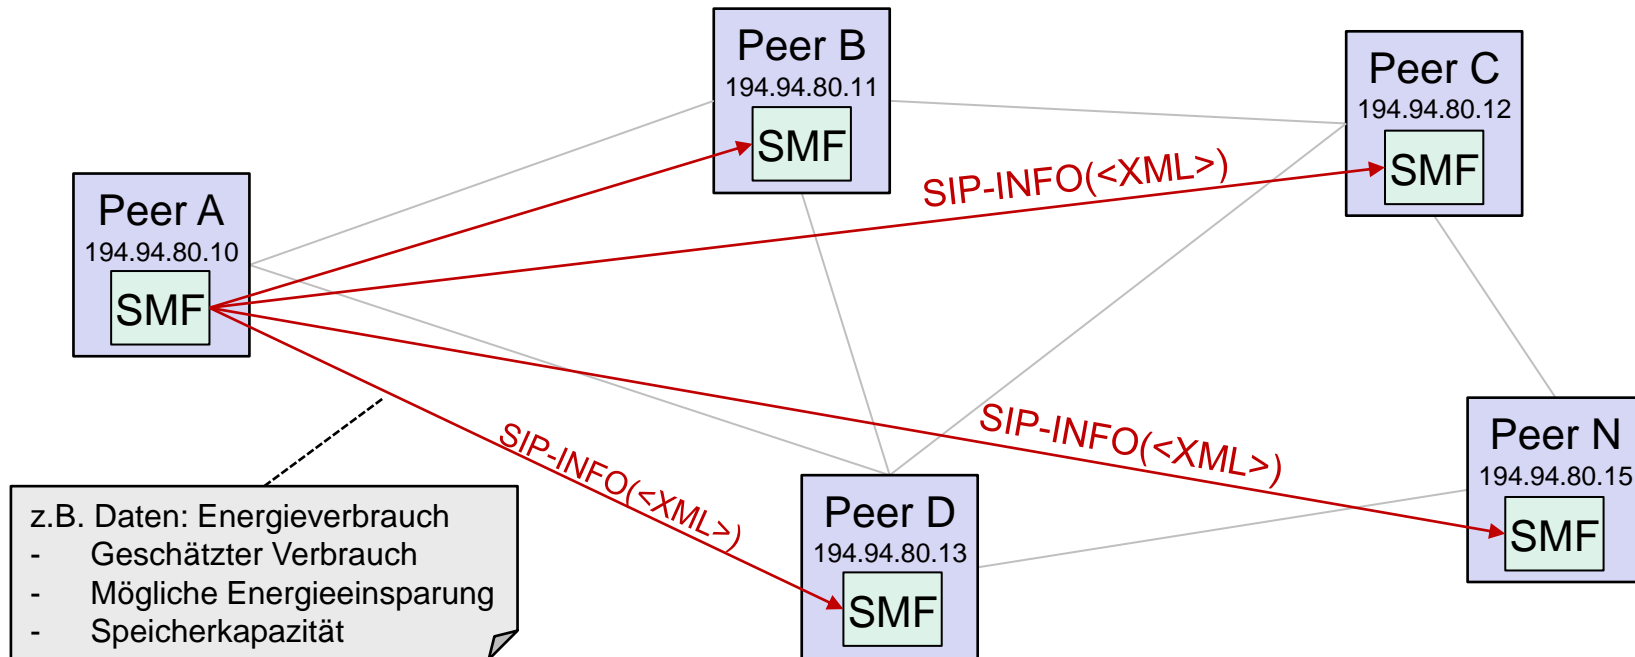 Peer B
194.94.80.11
SMF
Peer C
194.94.80.12
SMF
SIP-INFO(<XML>)
Peer A
194.94.80.10
SMF
SIP-INFO(<XML>)
SIP-INFO(<XML>)
Peer N
194.94.80.15
SMF
Peer D
194.94.80.13
SMF
z.B. Daten: Energieverbrauch
- Geschätzter Verbrauch
- Mögliche Energieeinsparung
- Speicherkapazität